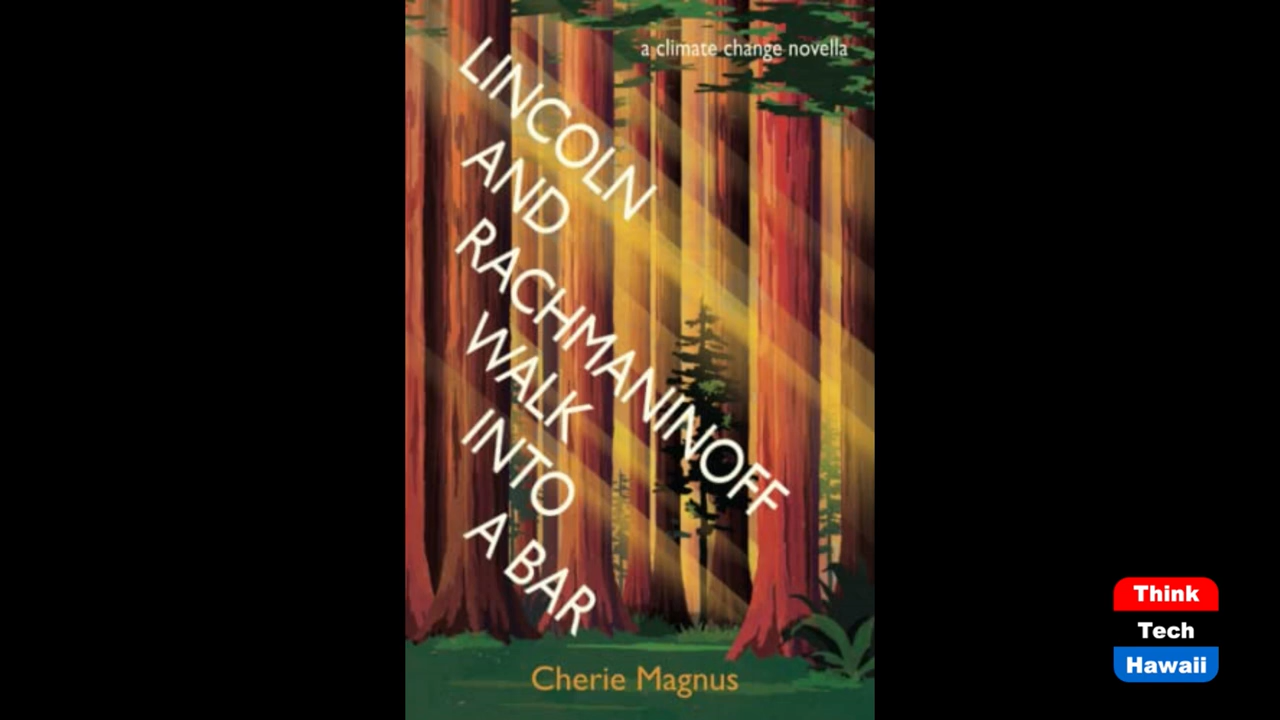 a climate change novella
LINCOLN
AND
RACHMANINOFF
WALK
INTO
A BAR
Cherie Magnus
Think
Tech
Hawaii